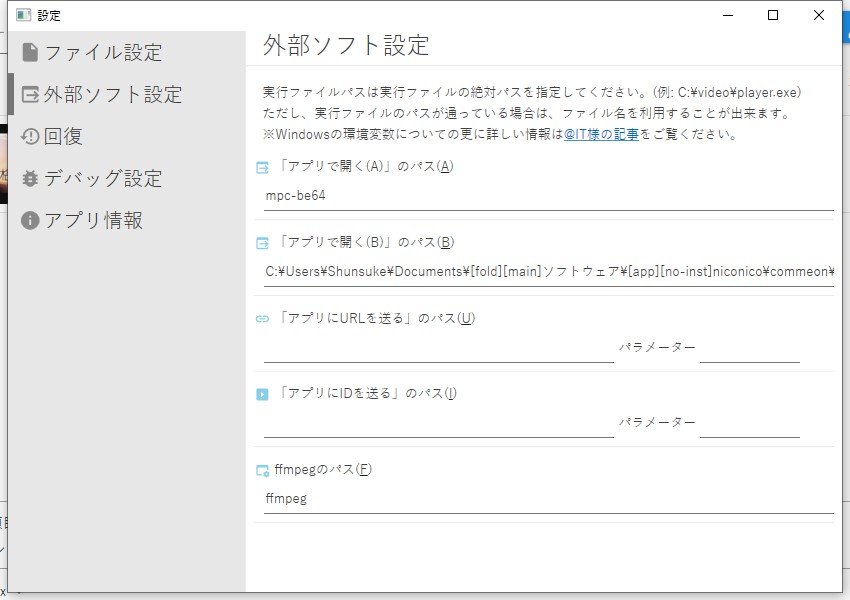 設定
ファイル設定
外部ソフト設定
回復
デバッグ設定
アプリ情報
外部ソフト設定
実行ファイルパスは実行ファイルの絶対パスを指定してください。(例: C:¥video¥player.exe)
ただし、実行ファイルのパスが通っている場合は、ファイル名を利用することが出来ます。
※Windowsの環境変数についての更に詳しい情報は@IT様の記事をご覧ください。
「アプリで開く(A)」のパス(A)
mpc-be64
「アプリで開く(B)」のパス(B)
C:¥Users¥Shunsuke¥Documents¥[fold][main]ソフトウェア¥[app][no-inst]niconico¥commeon¥
「アプリにURLを送る」のパス(U)
パラメーター
「アプリにIDを送る」のパス(I)
パラメーター
ffmpegのパス(F)
ffmpeg